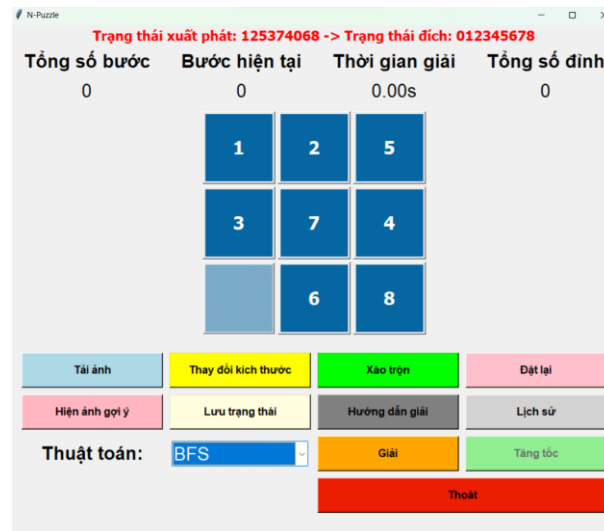 N-Puzzle
Trạng thái xuất phát: 125374068 -> Trạng thái đích: 012345678
Tổng số bước Bước hiện tại Thời gian giải Tổng số đỉnh
0 0 0.00s 0
1 2 5
3 7 4
6 8
Tải ảnh Thay đổi kích thước Xáo trộn Đặt lại
Hiện ảnh gợi ý Lưu trạng thái Hướng dẫn giải Lịch sử
Thuật toán: BFS Giải Tăng tốc
Thoát